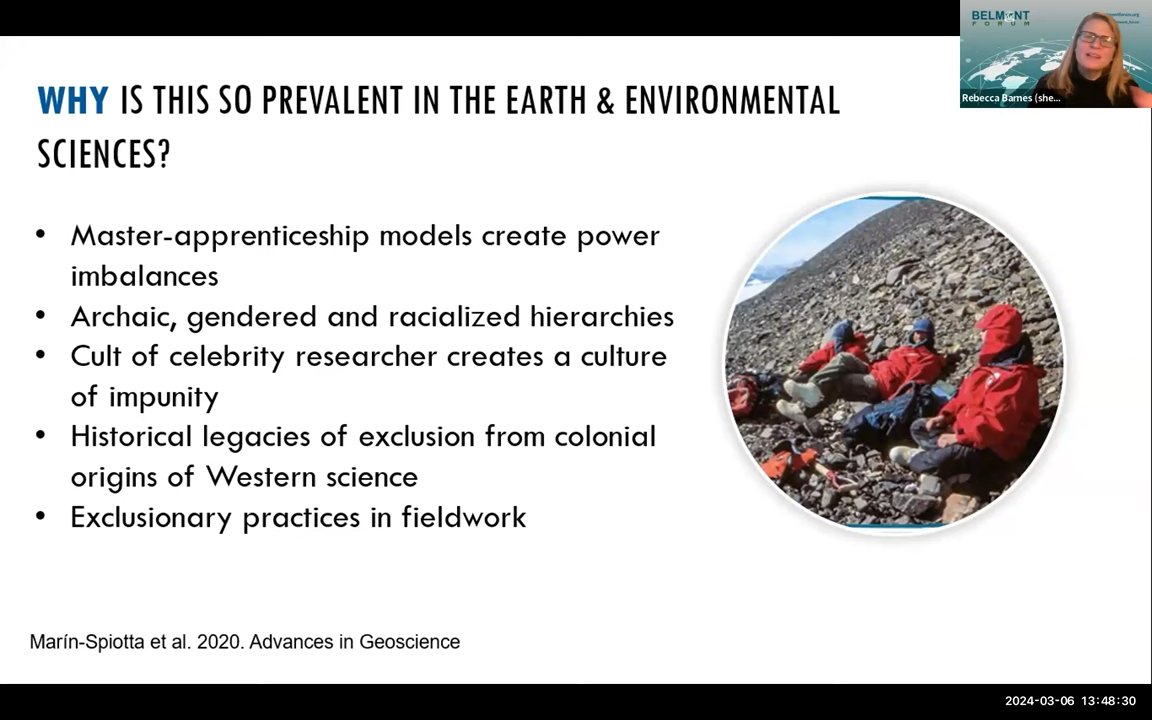 BELMONT
FORUM
Rebecca Barnes (she...
WHY IS THIS SO PREVALENT IN THE EARTH & ENVIRONMENTAL
SCIENCES?
• Master-apprenticeship models create power
imbalances
• Archaic, gendered and racialized hierarchies
• Cult of celebrity researcher creates a culture
of impunity
• Historical legacies of exclusion from colonial
origins of Western science
• Exclusionary practices in fieldwork
Marín-Spiotta et al. 2020. Advances in Geoscience
2024-03-06 13:48:30